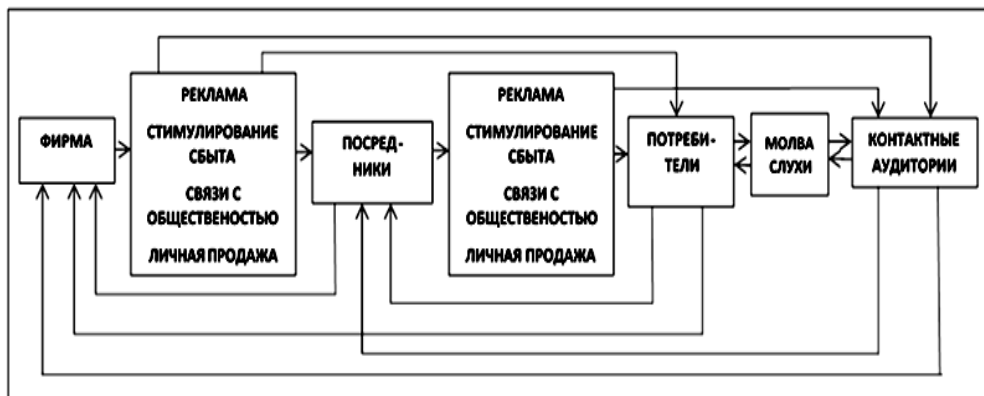 ФИРМА
РЕКЛАМА
СТИМУЛИРОВАНИЕ
СБЫТА
СВЯЗИ С
ОБЩЕСТВЕНОСТЬЮ
ЛИЧНАЯ ПРОДАЖА
ПОСРЕД-
НИКИ
РЕКЛАМА
СТИМУЛИРОВАНИЕ
СБЫТА
СВЯЗИ С
ОБЩЕСТВЕНОСТЬЮ
ЛИЧНАЯ ПРОДАЖА
ПОТРЕБИ-
ТЕЛИ
МОЛВА
СЛУХИ
КОНТАКТНЫЕ
АУДИТОРИИ